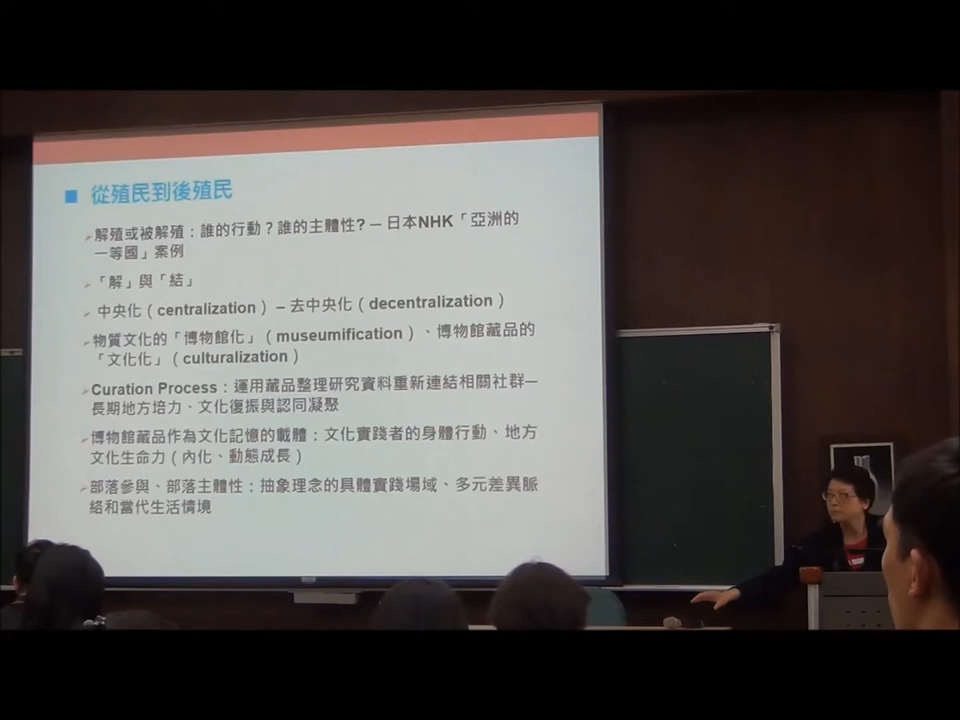 從殖民到後殖民
解殖或被解殖：誰的行動？誰的主體性? – 日本NHK「亞洲的
一等國」案例
「解」與「結」
中央化（centralization）– 去中央化（decentralization）
物質文化的「博物館化」（museumification）、博物館藏品的
「文化化」（culturalization）
Curation Process：運用藏品整理研究資料重新連結相關社群─
長期地方培力、文化復振與認同凝聚
博物館藏品作為文化記憶的載體：文化實踐者的身體行動、地方
文化生命力（內化、動態成長）
部落參與、部落主體性：抽象理念的具體實踐場域、多元差異脈
絡和當代生活情境